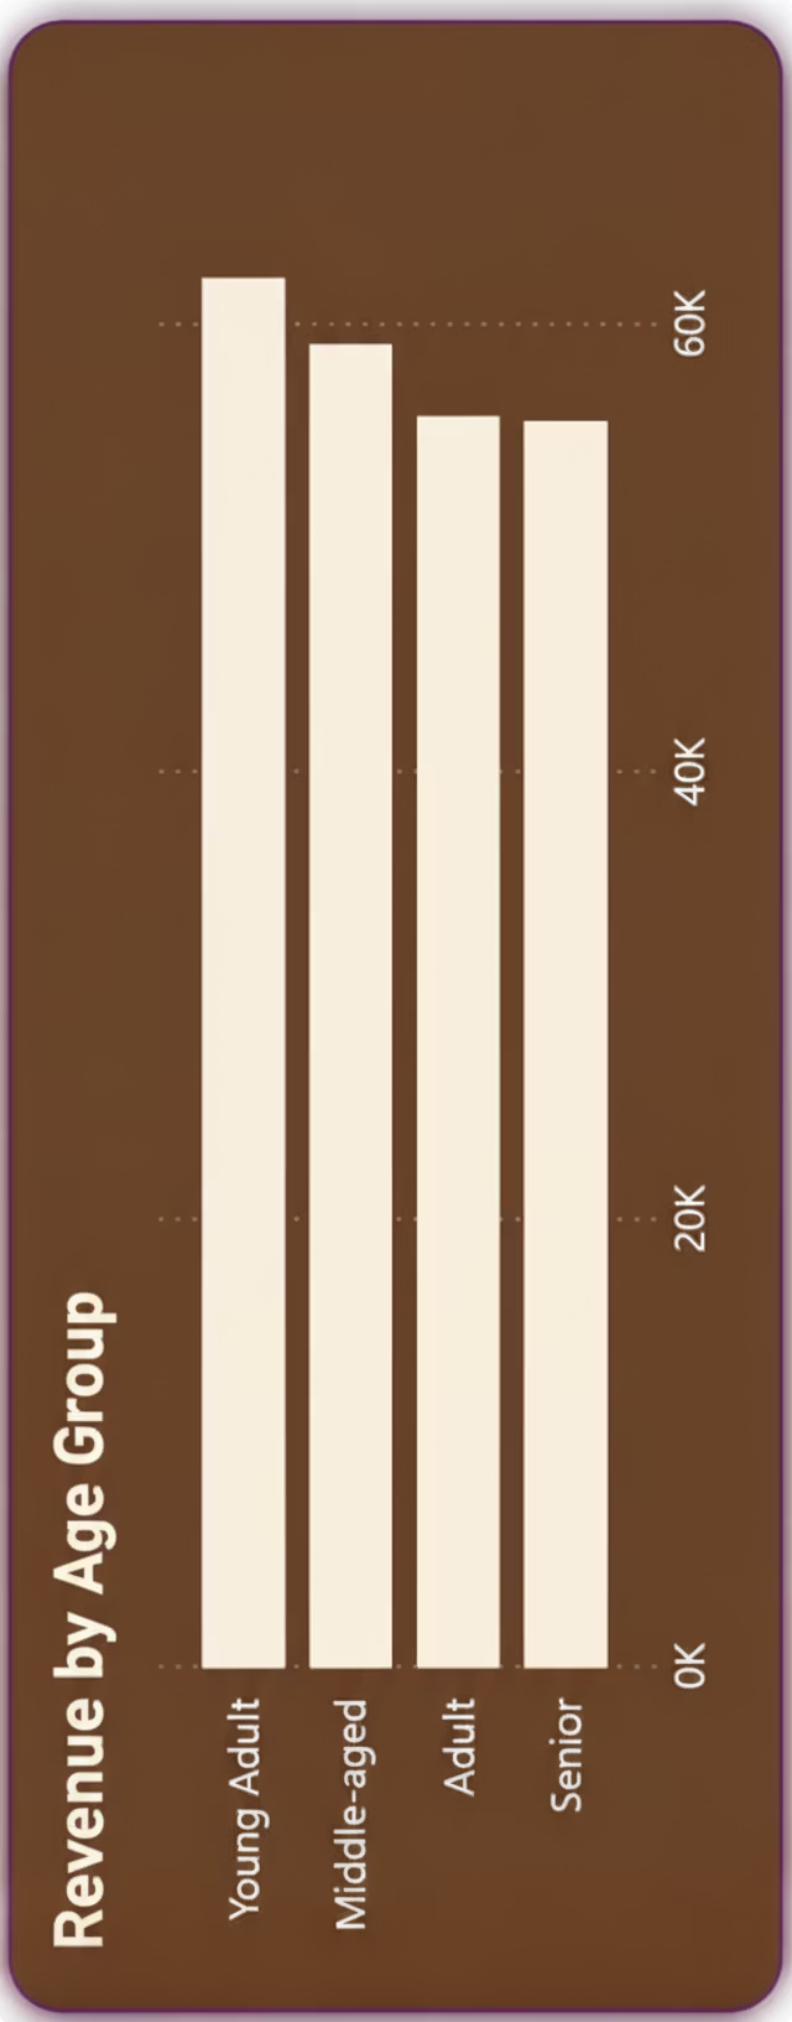 Revenue by Age Group
Young Adult
Middle-aged
Adult
Senior
0K 20K 40K 60K